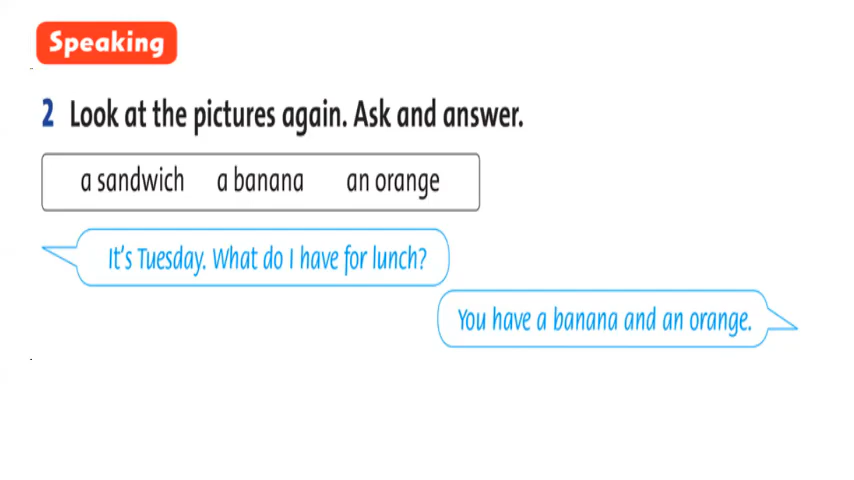 Speaking
2 Look at the pictures again. Ask and answer.
a sandwich a banana an orange
It's Tuesday. What do I have for lunch?
You have a banana and an orange.